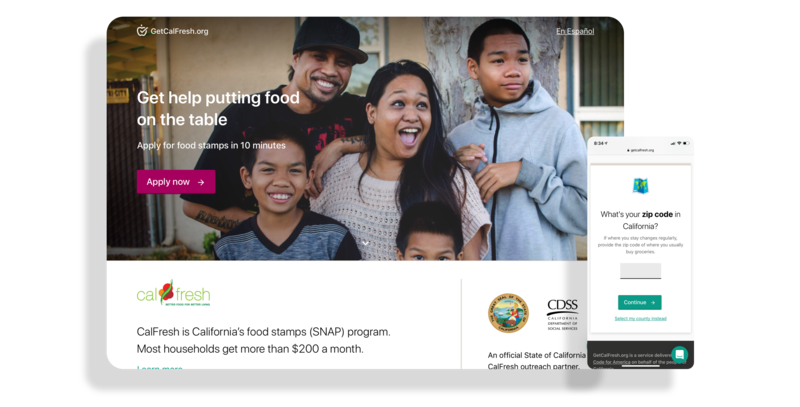 GetCalFresh.org
En Español
Get help putting food
on the table
Apply for food stamps in 10 minutes
Apply now →
calfresh
BETTER FOOD FOR BETTER LIVING
CalFresh is California's food stamps (SNAP) program.
Most households get more than $200 a month.
Learn more
CDSS
CALIFORNIA
DEPARTMENT OF
SOCIAL SERVICES
An official State of California
CalFresh outreach partner.
8:34
getcalfresh.org
What's your zip code in
California?
If where you stay changes regularly,
provide the zip code of where you usually
buy groceries.
Continue →
Select my county instead
GetCalFresh.org is a service delivered
Code for America on behalf of the people